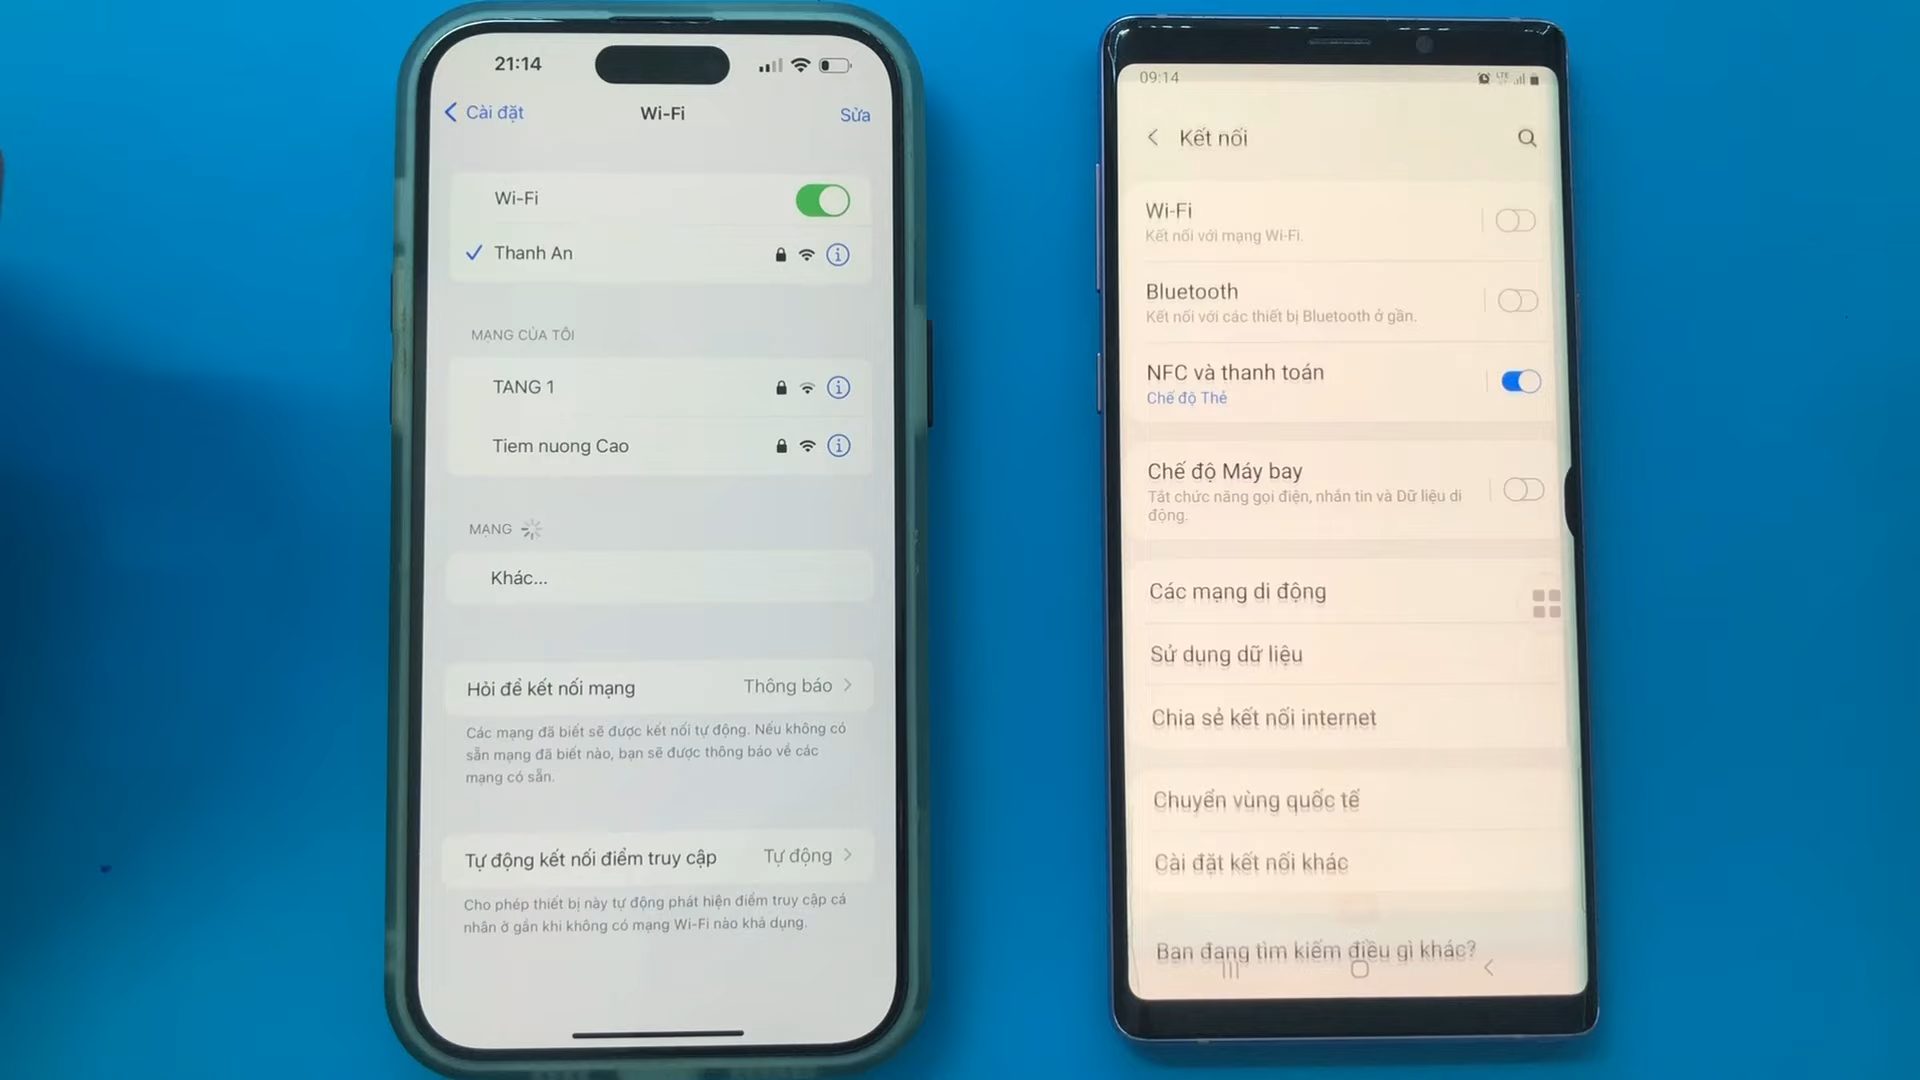 21:14
Cài đặt
Wi-Fi
Sửa
Wi-Fi
Thanh An
MẠNG CỦA TÔI
TANG 1
Tiem nuong Cao
MẠNG
Khác...
Hỏi để kết nối mạng
Thông báo
Các mạng đã biết sẽ được kết nối tự động. Nếu không có
sẵn mạng đã biết nào, bạn sẽ được thông báo về các
mạng có sẵn.
Tự động kết nối điểm truy cập
Tự động
Cho phép thiết bị này tự động phát hiện điểm truy cập cá
nhân ở gần khi không có mạng Wi-Fi nào khả dụng.
09:14
LTE
Kết nối
Wi-Fi
Kết nối với mạng Wi-Fi.
Bluetooth
Kết nối với các thiết bị Bluetooth ở gần.
NFC và thanh toán
Chế độ Thẻ
Chế độ Máy bay
Tắt chức năng gọi điện, nhắn tin và Dữ liệu di
động.
Các mạng di động
Sử dụng dữ liệu
Chia sẻ kết nối internet
Chuyển vùng quốc tế
Cài đặt kết nối khác
Bạn đang tìm kiếm điều gì khác?